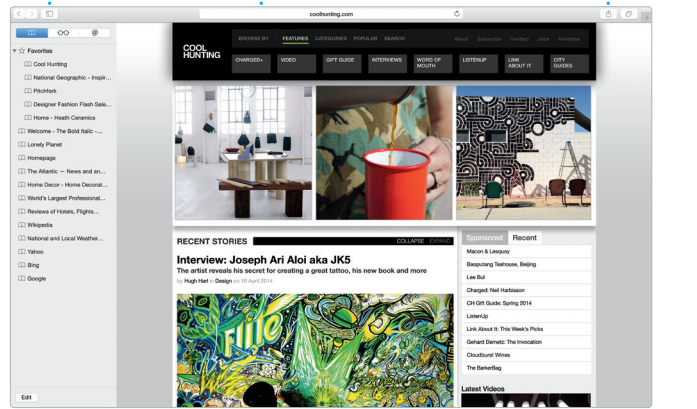 coolhunting.com
Favorites
Cool Hunting
National Geographic - Inspir...
Pitchfork
Designer Fashion Flash Sale...
Home - Heath Ceramics
Welcome - The Bold Italic -...
Lonely Planet
Homepage
The Atlantic — News and an...
Home Decor - Home Decorat...
World's Largest Professional...
Reviews of Hotels, Flights...
Wikipedia
National and Local Weather...
Yahoo
Bing
Google
Edit
COOL
HUNTING
BROWSE BY FEATURES CATEGORIES POPULAR SEARCH
About Subscribe Contact Jobs Advertise
CHARGED+ VIDEO GIFT GUIDE INTERVIEWS WORD OF MOUTH LISTENUP LINK ABOUT IT CITY GUIDES
RECENT STORIES COLLAPSE EXPAND
Interview: Joseph Ari Aloi aka JK5
The artist reveals his secret for creating a great tattoo, his new book and more
by Hugh Hart in Design on 10 April 2014
Sponsored Recent
Macon & Lesquoy
Baoputang Teahouse, Beijing
Lee Bul
Charged: Neil Harbisson
CH Gift Guide: Spring 2014
ListenUp
Link About It: This Week's Picks
Gehard Demetz: The Invocation
Cloudburst Wines
The BarkerBag
Latest Videos